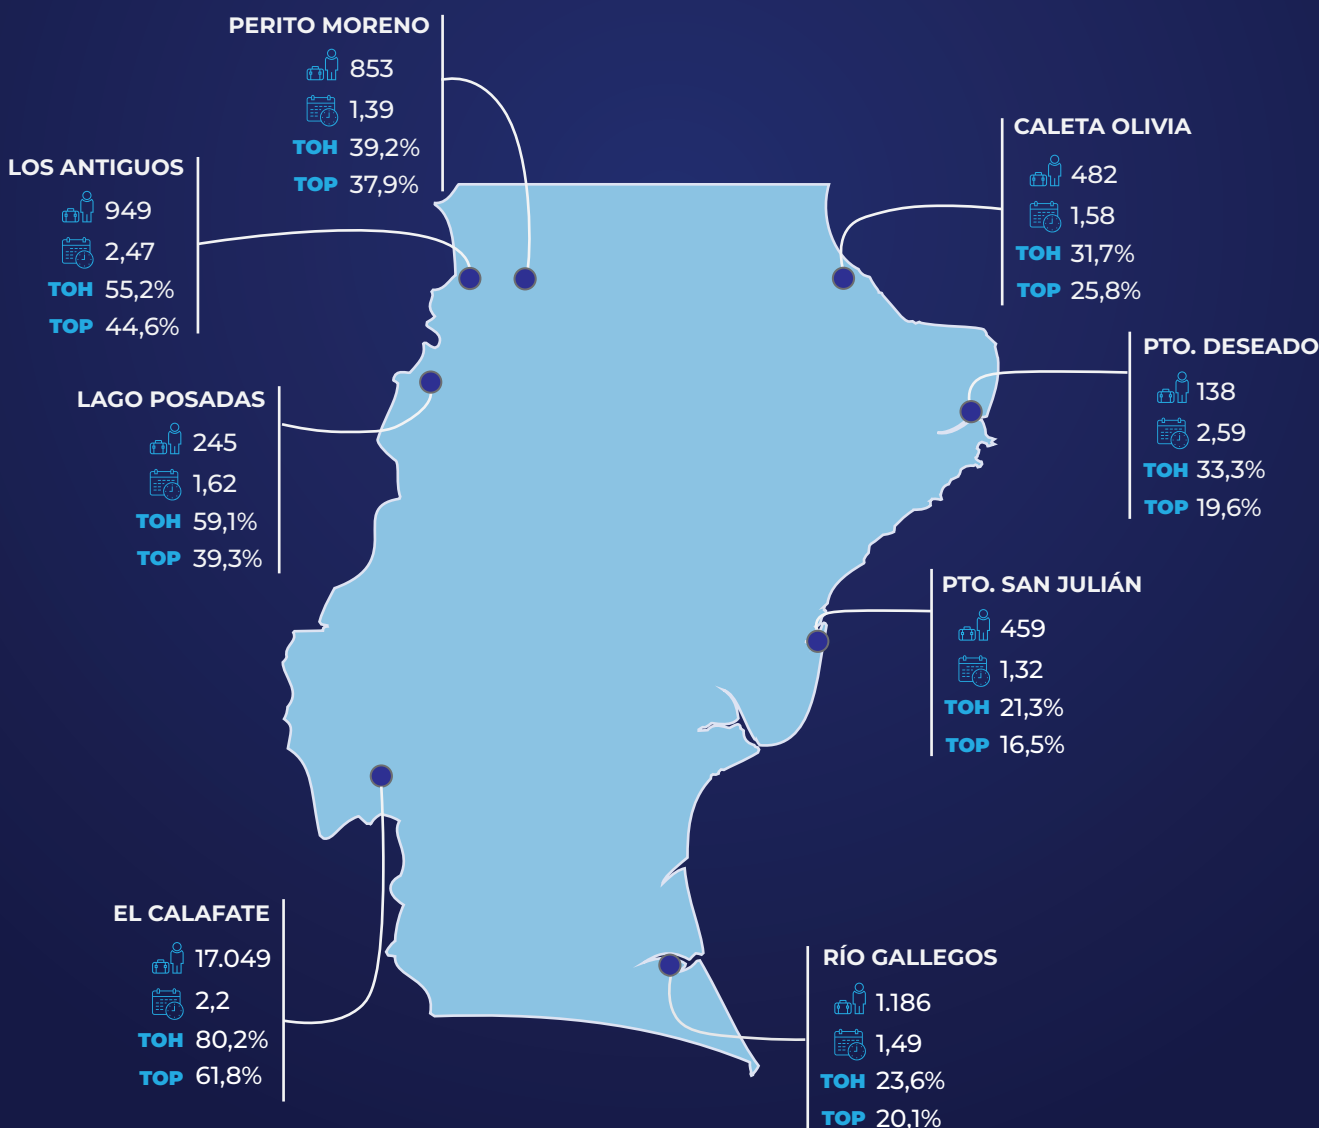 PERITO MORENO
853
1,39
TOH 39,2%
TOP 37,9%
LOS ANTIGUOS
949
2,47
TOH 55,2%
TOP 44,6%
LAGO POSADAS
245
1,62
TOH 59,1%
TOP 39,3%
EL CALAFATE
17.049
2,2
TOH 80,2%
TOP 61,8%
CALETA OLIVIA
482
1,58
TOH 31,7%
TOP 25,8%
PTO. DESEADO
138
2,59
TOH 33,3%
TOP 19,6%
PTO. SAN JULIÁN
459
1,32
TOH 21,3%
TOP 16,5%
RÍO GALLEGOS
1.186
1,49
TOH 23,6%
TOP 20,1%